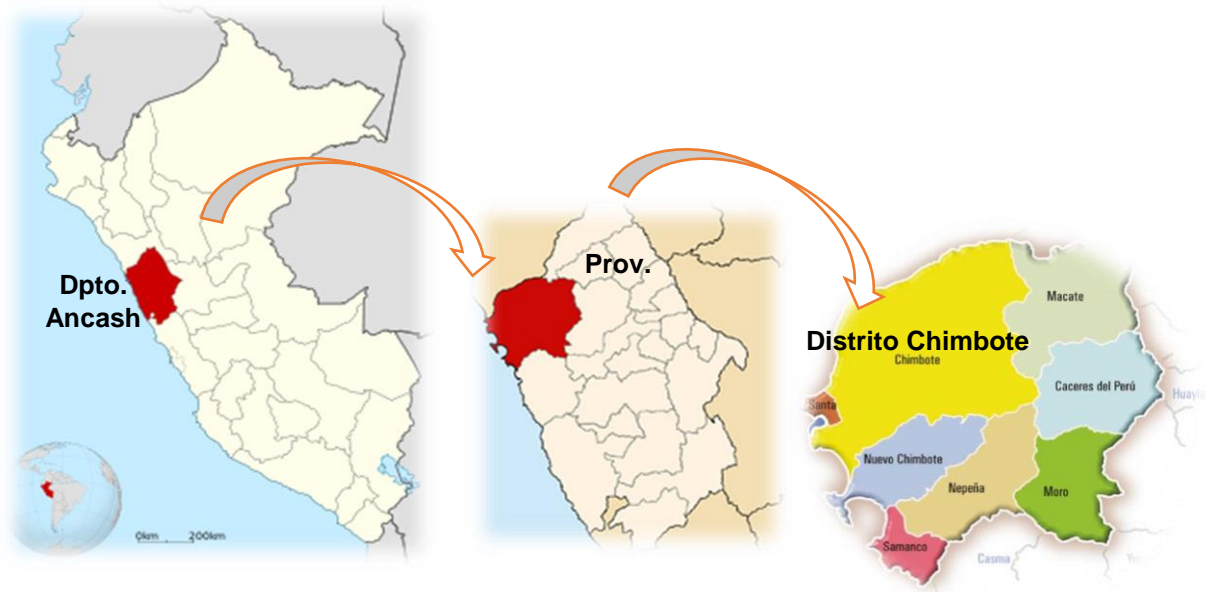 Dpto.
Ancash
0km 200km
Prov.
Distrito Chimbote
Macate
Chimbote
Caceres del Perú
Santa
Nuevo Chimbote
Nepeña
Moro
Samanco
Casma